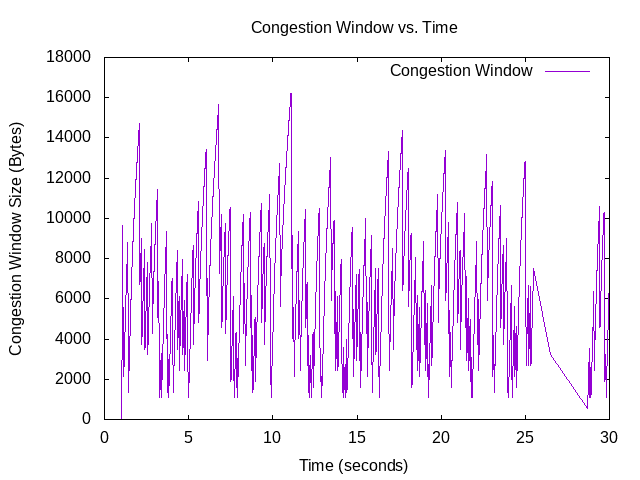 Congestion Window vs. Time
18000
16000
14000
12000
10000
8000
6000
4000
2000
0
Congestion Window Size (Bytes)
Congestion Window
0 5 10 15 20 25 30
Time (seconds)